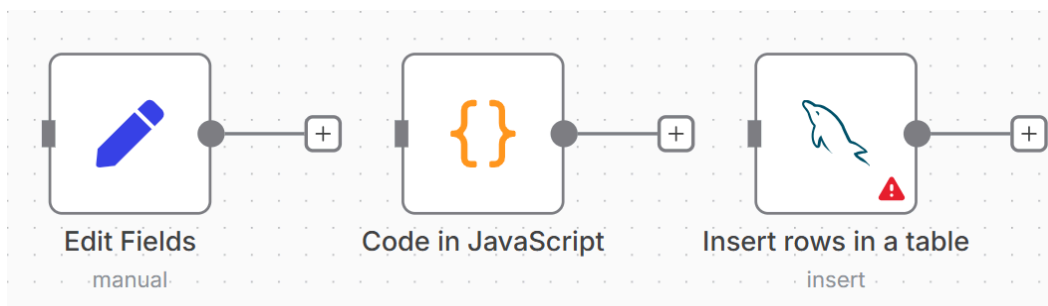 Edit Fields
manual
Code in JavaScript
Insert rows in a table
insert